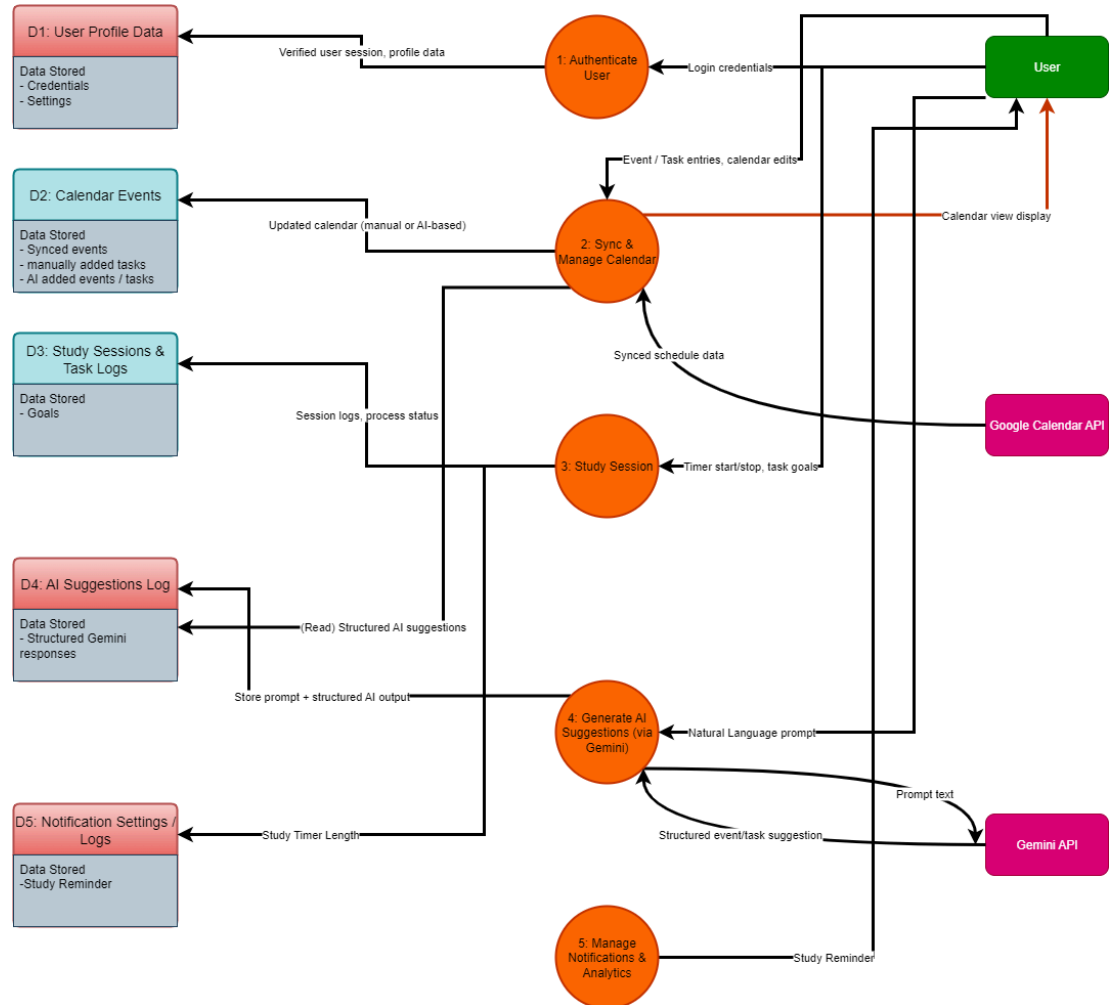 D1: User Profile Data
Data Stored
- Credentials
- Settings
Verified user session, profile data
1: Authenticate
User
Login credentials
User
D2: Calendar Events
Data Stored
- Synced events
- manually added tasks
- AI added events / tasks
Updated calendar (manual or AI-based)
Event / Task entries, calendar edits
2: Sync &
Manage Calendar
Calendar view display
D3: Study Sessions &
Task Logs
Data Stored
- Goals
Session logs, process status
Synced schedule data
Google Calendar API
3: Study Session
Timer start/stop, task goals
D4: AI Suggestions Log
Data Stored
- Structured Gemini
responses
(Read) Structured AI suggestions
Store prompt + structured AI output
4: Generate AI
Suggestions (via
Gemini)
Natural Language prompt
Prompt text
Structured event/task suggestion
Gemini API
D5: Notification Settings /
Logs
Data Stored
-Study Reminder
Study Timer Length
5: Manage
Notifications &
Analytics
Study Reminder